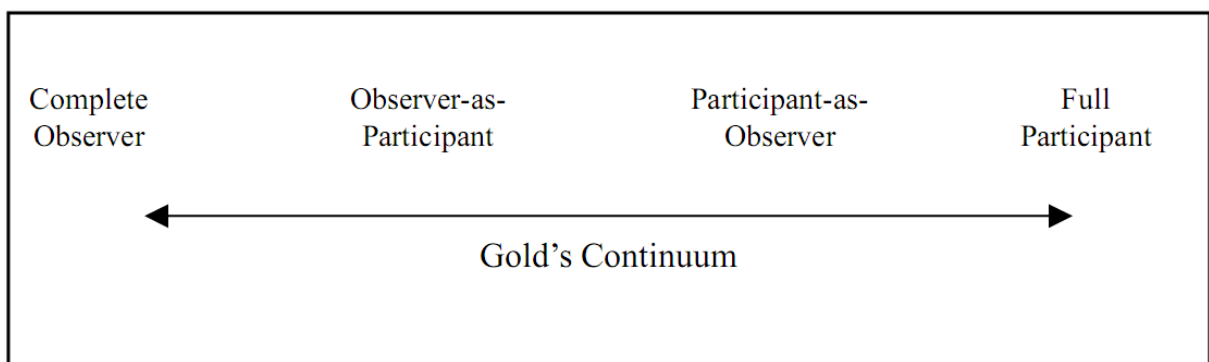 Complete
Observer
Observer-as-
Participant
Participant-as-
Observer
Full
Participant
Gold’s Continuum